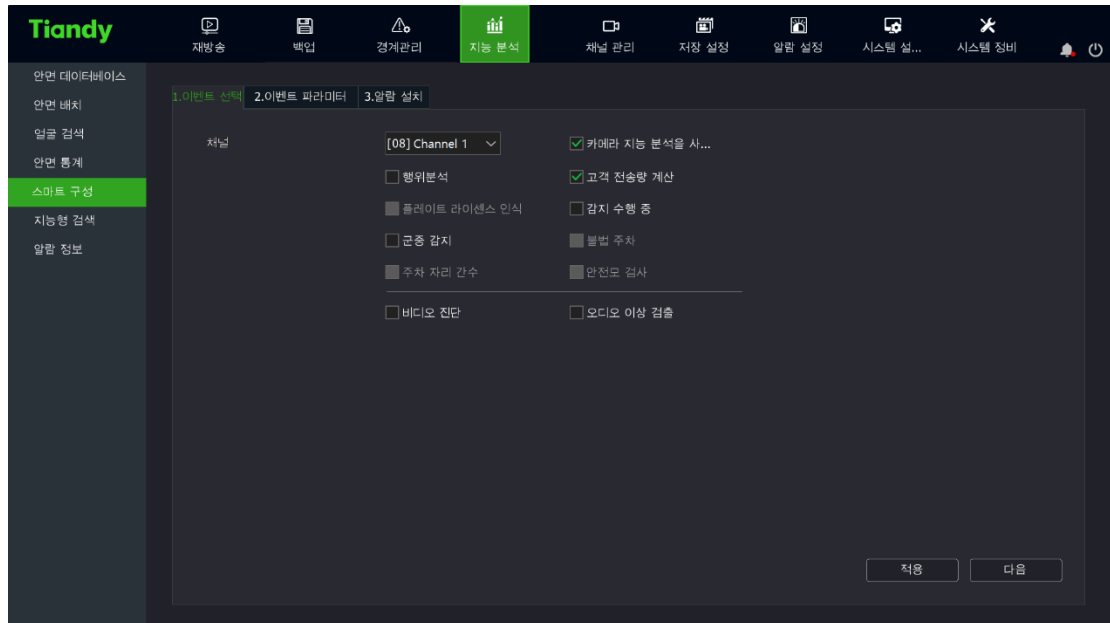 Tiandy
재방송
백업
경계관리
지능 분석
채널 관리
저장 설정
알람 설정
시스템 설...
시스템 정비
안면 데이터베이스
안면 배치
얼굴 검색
안면 통계
스마트 구성
지능형 검색
알람 정보
1.이벤트 선택 2.이벤트 파라미터 3.알람 설치
채널 [08] Channel 1 카메라 지능 분석을 사...
행위분석 고객 전송량 계산
플레이트 라이센스 인식 감지 수행 중
군중 감지 불법 주차
주차 자리 간수 안전모 검사
비디오 진단 오디오 이상 검출
적용 다음